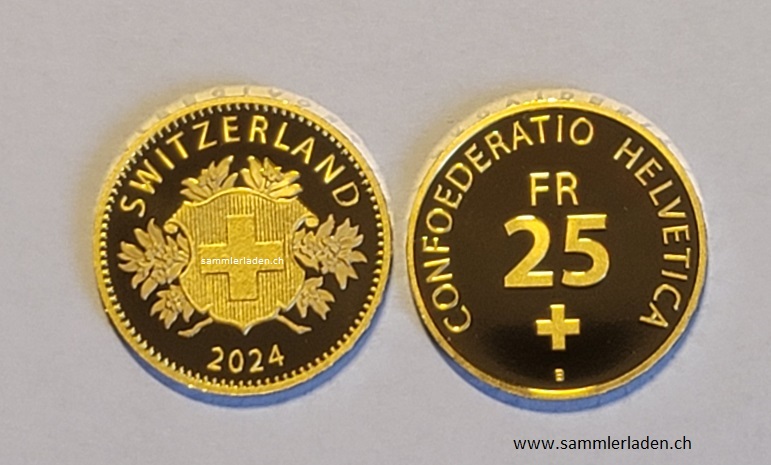 SWITZERLAND
sammlerladen.ch
2024
CONFOEDERATIO HELVETICA
FR
25
B
www.sammlerladen.ch